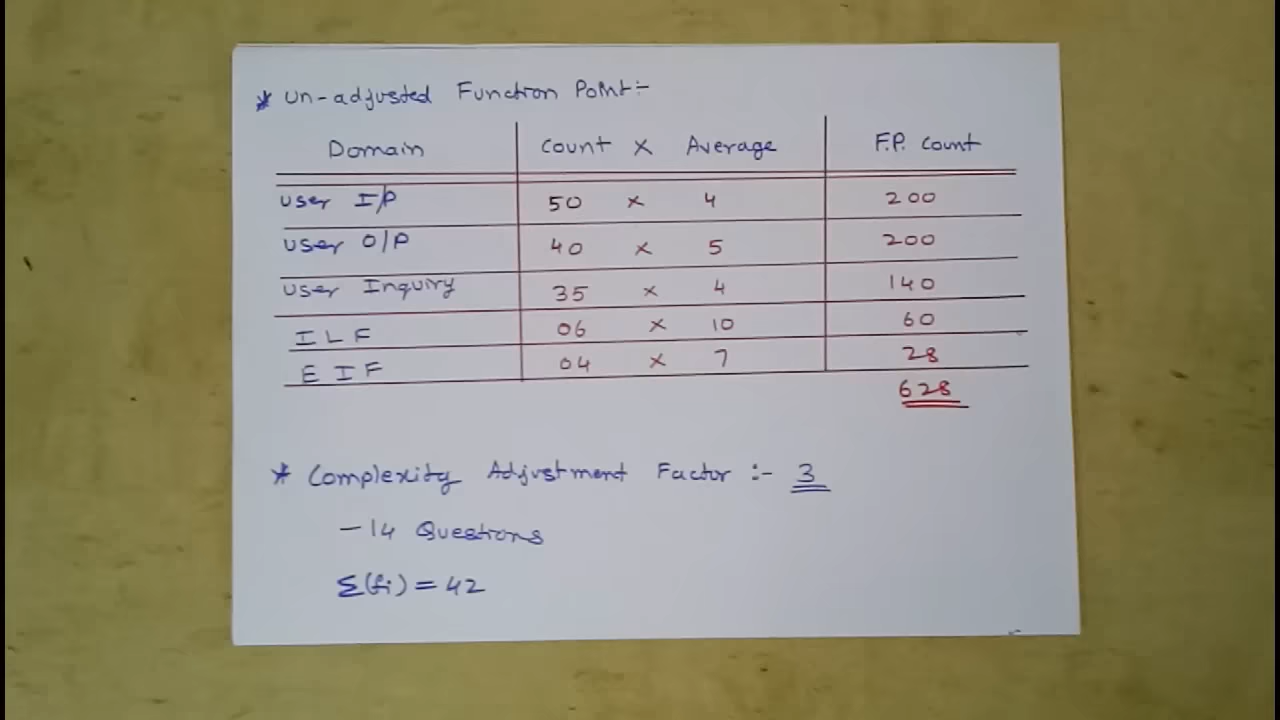 * Un-adjusted Function Point :-
Domain Count × Average F.P. Count
User I/P 50 × 4 200
User O/P 40 × 5 200
User Inquiry 35 × 4 140
ILF 06 × 10 60
EIF 04 × 7 28
628
* Complexity Adjustment Factor :- 3
- 14 Questions
Σ(fi) = 42